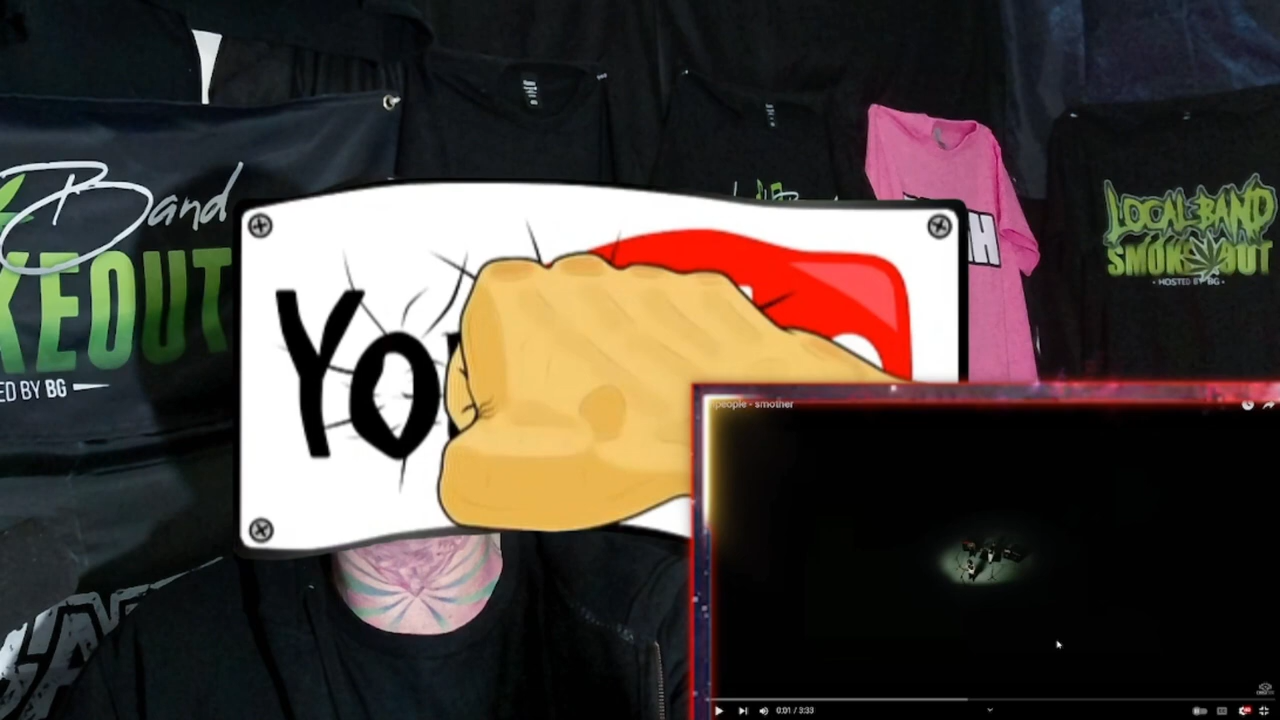 Band
KEOUT
ED BY BG
YO
H
LOCAL BAND
SMOKEOUT
- HOSTED BY BG -
people - smother
0:01 / 3:33